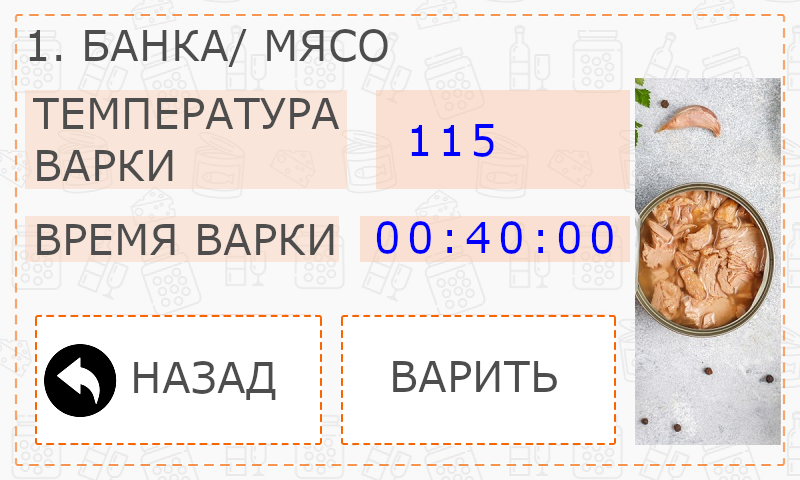 1. БАНКА/ МЯСО
ТЕМПЕРАТУРА
ВАРКИ
115
ВРЕМЯ ВАРКИ
00:40:00
НАЗАД
ВАРИТЬ